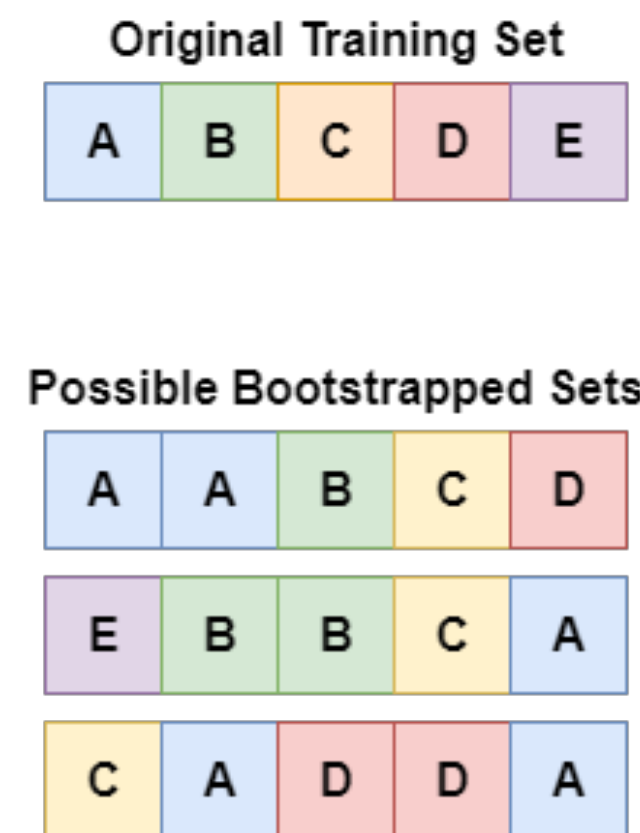 Original Training Set
A B C D E
Possible Bootstrapped Sets
A A B C D
E B B C A
C A D D A